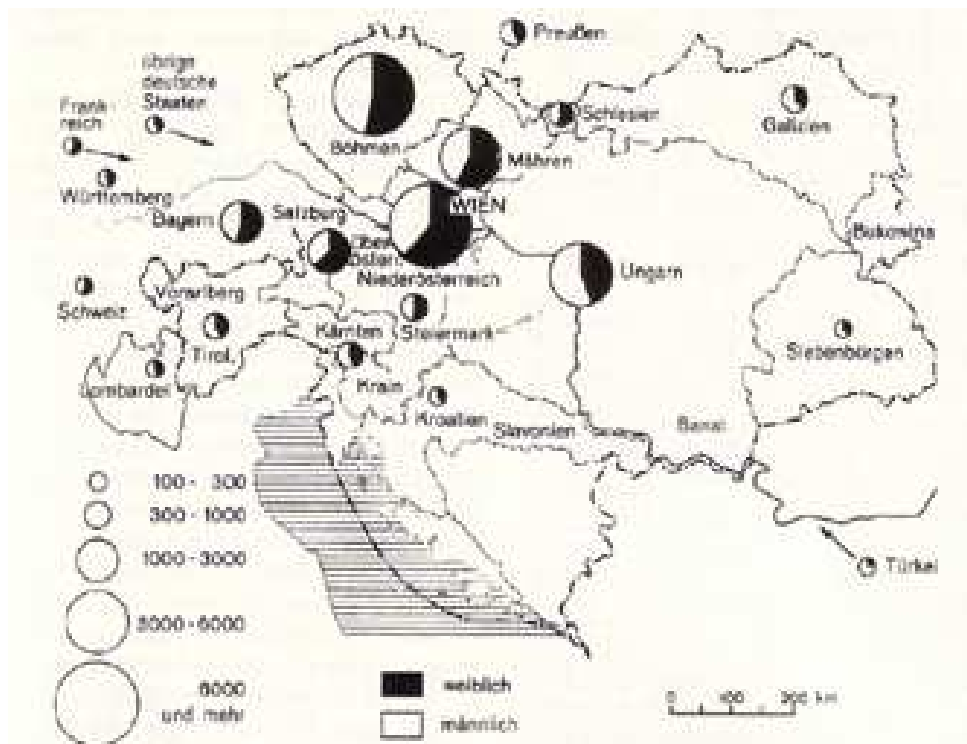 Preußen
übrige
deutsche
Staaten
Frank-
reich
Schlesien
Galizien
Böhmen
Mähren
Württemberg
WIEN
Bayern
Salzburg
Ober
österr.
Bukowina
Niederösterreich
Ungarn
Vorarlberg
Schweiz
Kärnten
Steiermark
Tirol
Siebenbürgen
Lombardei
Krain
Kroatien
Slavonien
Banat
100 - 300
300 - 1000
1000 - 3000
3000 - 6000
6000
und mehr
Türkei
weiblich
männlich
0 100 200 km